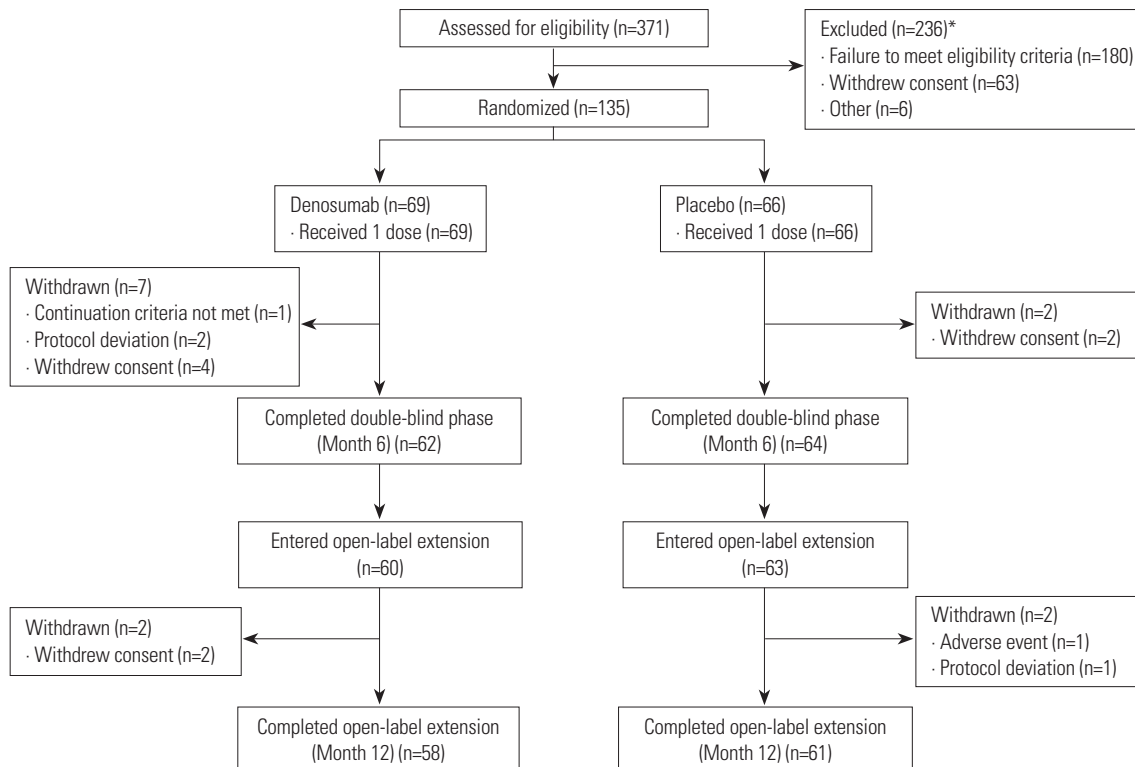 Assessed for eligibility (n=371)
Excluded (n=236)*
· Failure to meet eligibility criteria (n=180)
· Withdrew consent (n=63)
· Other (n=6)
Randomized (n=135)
Denosumab (n=69)
· Received 1 dose (n=69)
Placebo (n=66)
· Received 1 dose (n=66)
Withdrawn (n=7)
· Continuation criteria not met (n=1)
· Protocol deviation (n=2)
· Withdrew consent (n=4)
Withdrawn (n=2)
· Withdrew consent (n=2)
Completed double-blind phase
(Month 6) (n=62)
Completed double-blind phase
(Month 6) (n=64)
Entered open-label extension
(n=60)
Entered open-label extension
(n=63)
Withdrawn (n=2)
· Withdrew consent (n=2)
Withdrawn (n=2)
· Adverse event (n=1)
· Protocol deviation (n=1)
Completed open-label extension
(Month 12) (n=58)
Completed open-label extension
(Month 12) (n=61)